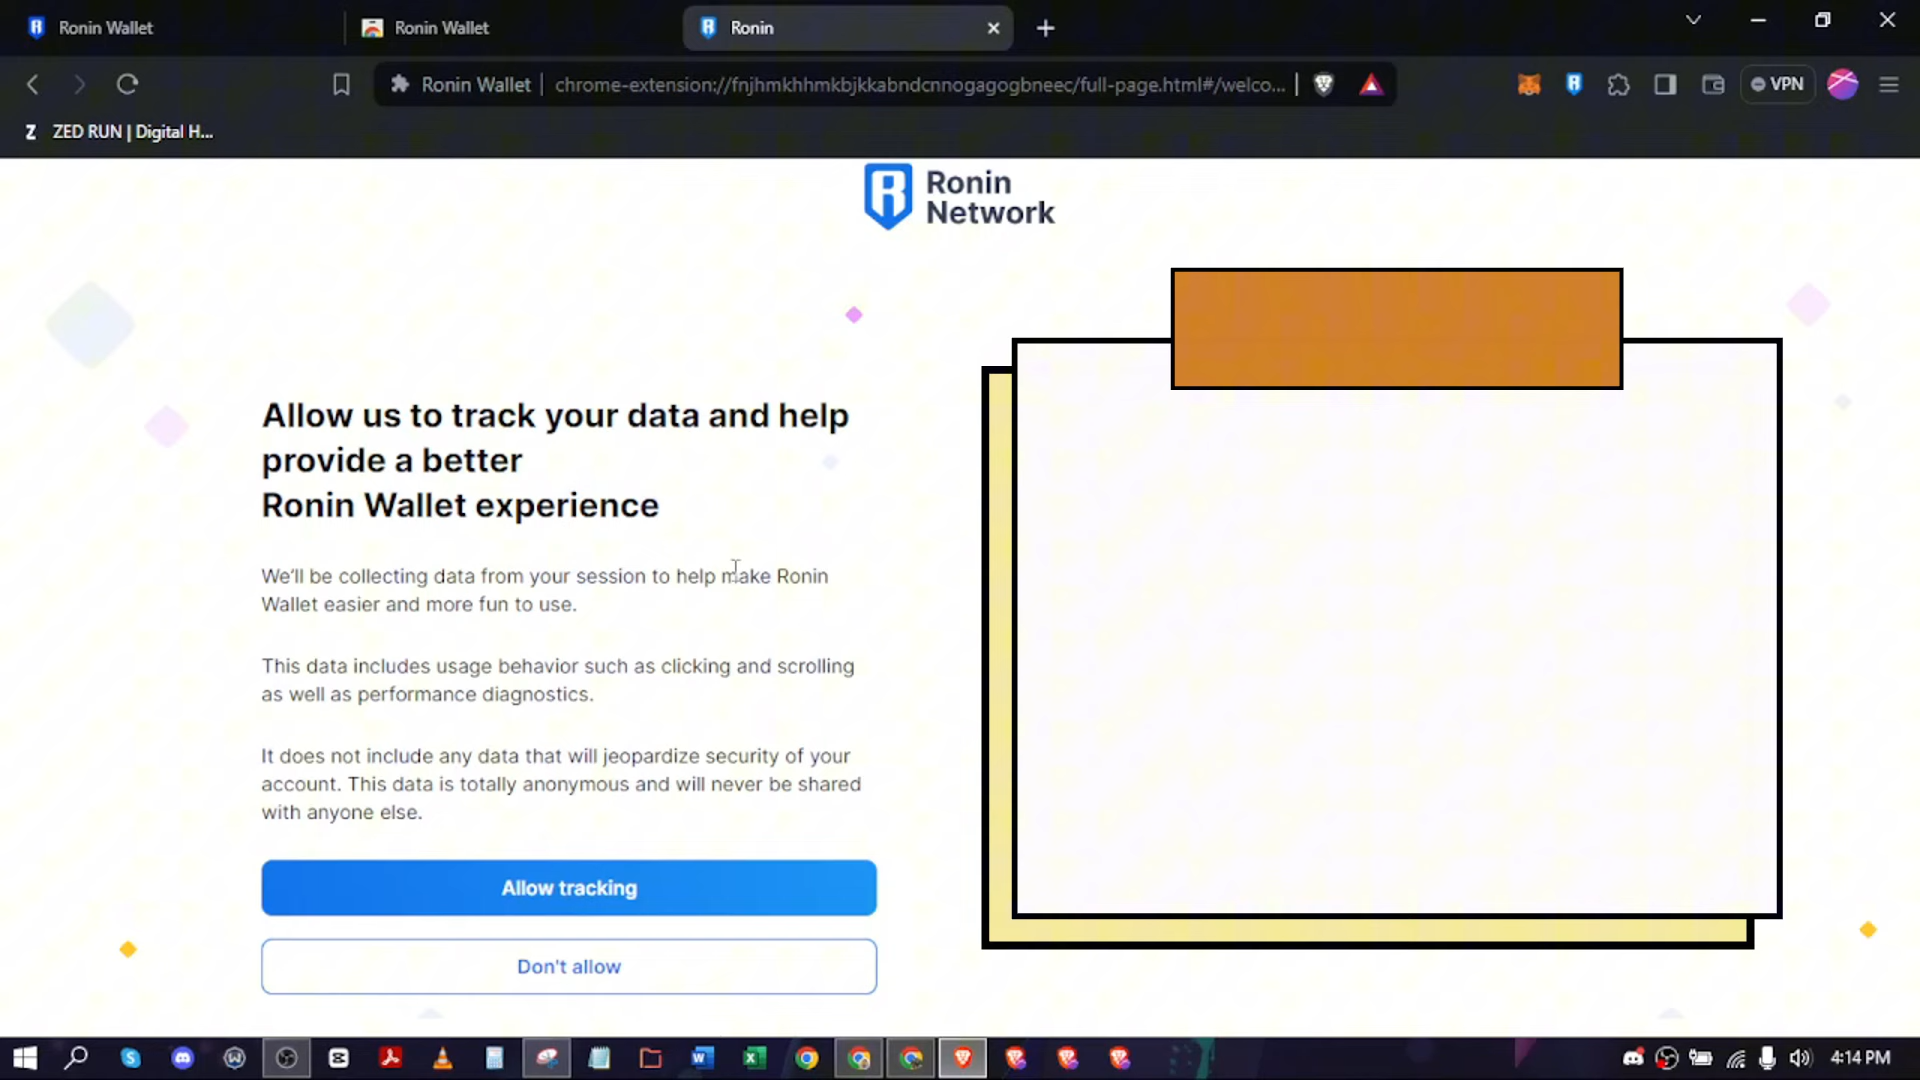 Ronin Wallet
Ronin Wallet
Ronin
Ronin Wallet
chrome-extension://fnjhmkhhmkbjkkabndcnnogagogbneec/full-page.html#/welco...
VPN
Z ZED RUN | Digital H...
Ronin
Network
Allow us to track your data and help
provide a better
Ronin Wallet experience
We'll be collecting data from your session to help make Ronin
Wallet easier and more fun to use.
This data includes usage behavior such as clicking and scrolling
as well as performance diagnostics.
It does not include any data that will jeopardize security of your
account. This data is totally anonymous and will never be shared
with anyone else.
Allow tracking
Don't allow
4:14 PM